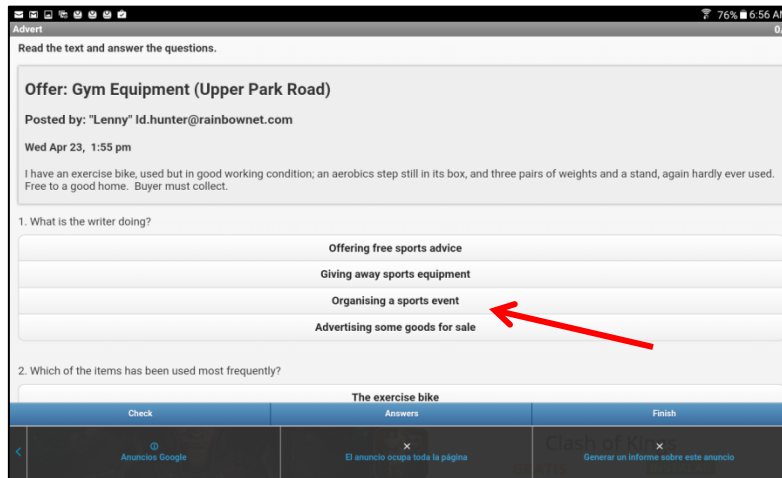 76% 6:56 AM
Advert
Read the text and answer the questions.
Offer: Gym Equipment (Upper Park Road)
Posted by: "Lenny" ld.hunter@rainbownet.com
Wed Apr 23, 1:55 pm
I have an exercise bike, used but in good working condition; an aerobics step still in its box, and three pairs of weights and a stand, again hardly ever used.
Free to a good home. Buyer must collect.
1. What is the writer doing?
Offering free sports advice
Giving away sports equipment
Organising a sports event
Advertising some goods for sale
2. Which of the items has been used most frequently?
The exercise bike
Check Answers Finish
Clash of Kings
Anuncios Google El anuncio ocupa toda la página Generar un informe sobre este anuncio